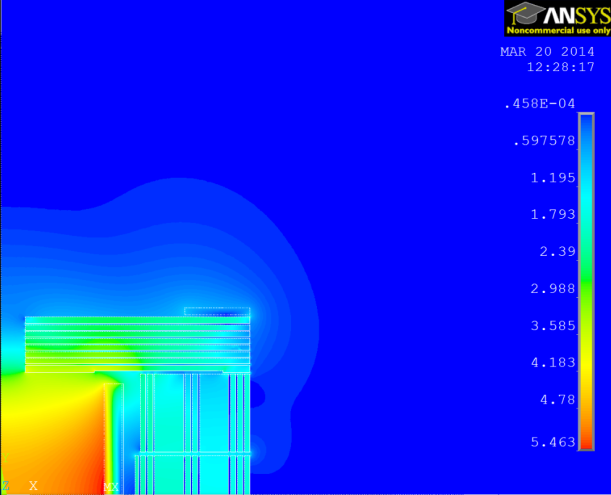 ANSYS
Noncommercial use only
MAR 20 2014
12:28:17
.458E-04
.597578
1.195
1.793
2.39
2.988
3.585
4.183
4.78
5.463
Z X
MX